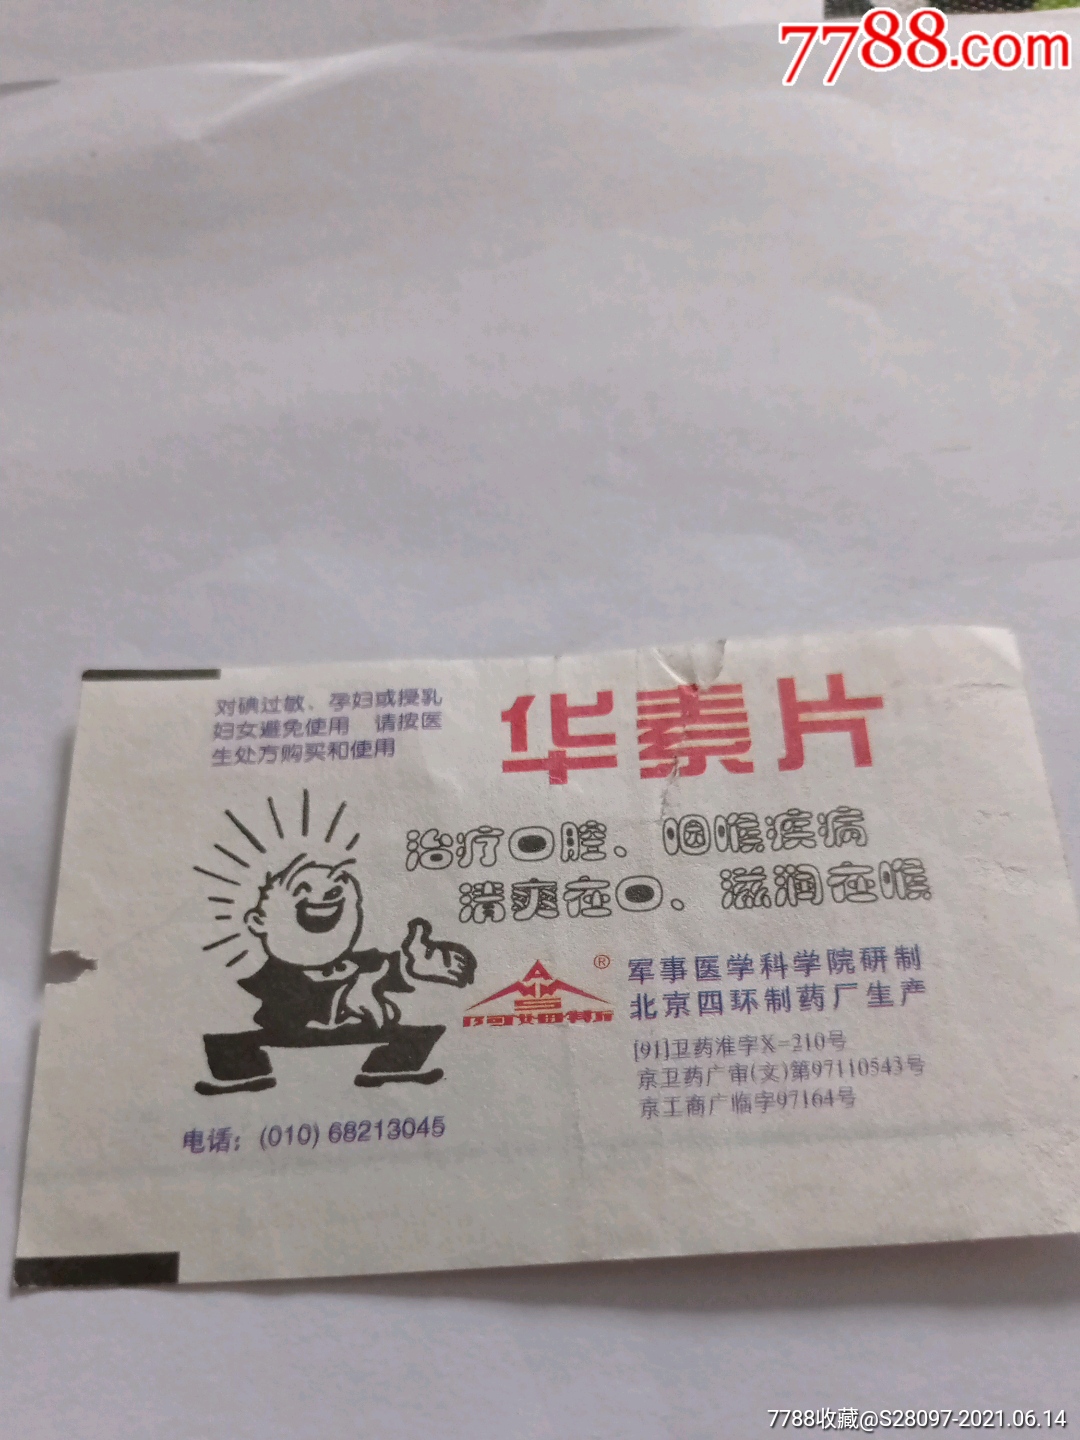 7788.com
对碘过敏、孕妇或授乳
妇女避免使用 请按医
生处方购买和使用
华素片
治疗口腔、咽喉疾病
清爽在口、滋润在喉
AMS
阿姆斯
®
军事医学科学院研制
北京四环制药厂生产
[91]卫药准字X-210号
京卫药广审(文)第97110543号
京工商广临字97164号
电话：(010) 68213045
7788收藏@S28097-2021.06.14